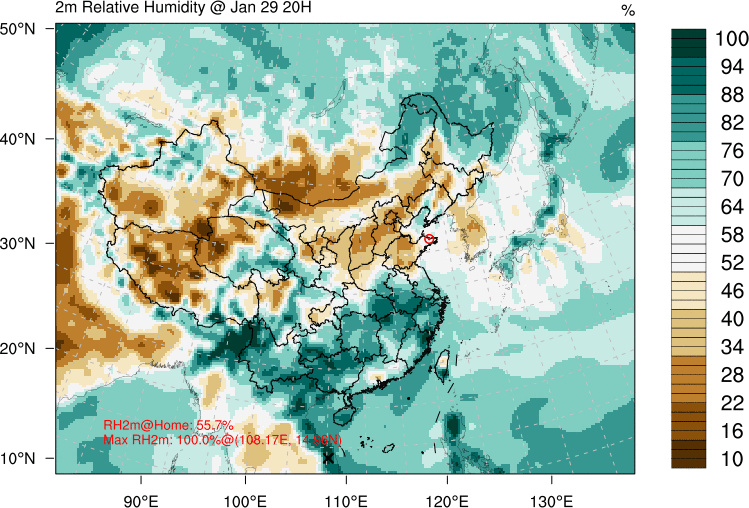 2m Relative Humidity @ Jan 29 20H
%
50°N
40°N
30°N
20°N
10°N
90°E
100°E
110°E
120°E
130°E
100
94
88
82
76
70
64
58
52
46
40
34
28
22
16
10
RH2m@Home: 55.7%
Max RH2m: 100.0%@(108.17E,